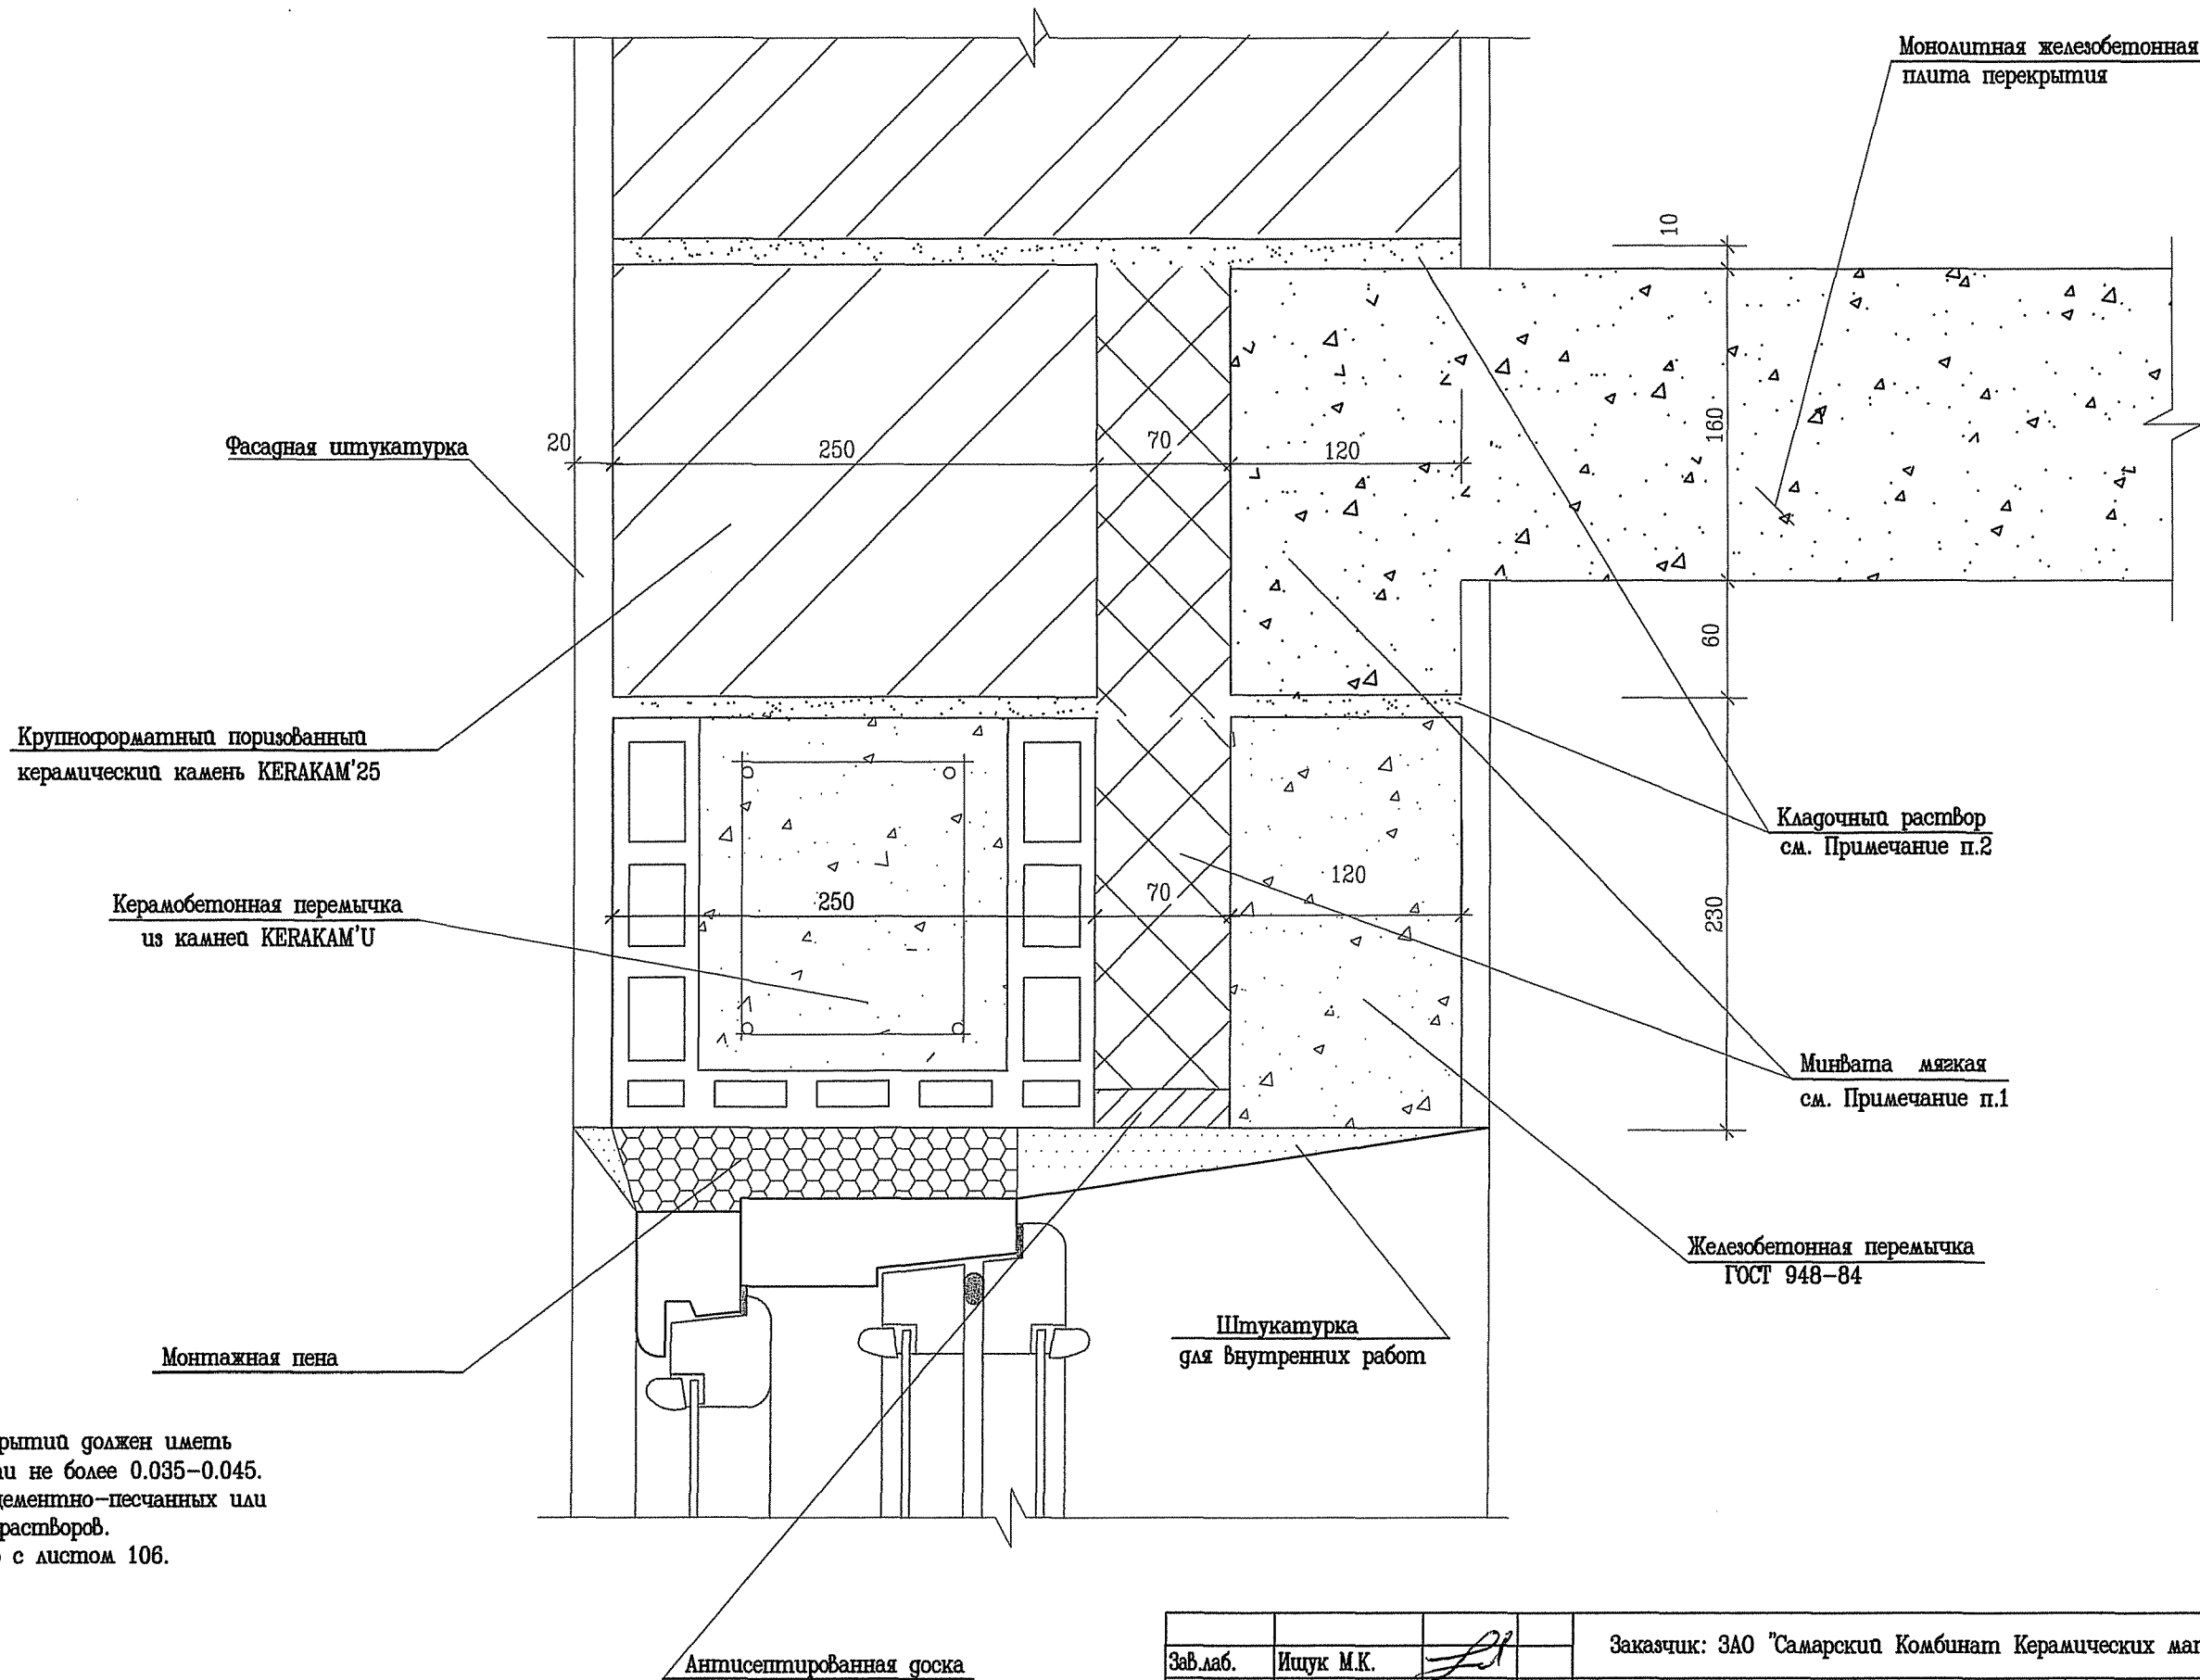 Монолитная железобетонная
плита перекрытия
10
160
60
230
Фасадная штукатурка
20
250
70
120
Крупноформатный поризованный
керамический камень KERAKAM'25
Кладочный раствор
см. Примечание п.2
Керамобетонная перемычка
из камней KERAKAM'U
250
70
120
Минвата мягкая
см. Примечание п.1
Железобетонная перемычка
ГОСТ 948-84
Штукатурка
для внутренних работ
Монтажная пена
должен иметь
не более 0.035-0.045.
цементно-песчанных или
растворов.
с листом 106.
Антисептированная доска
Заказчик: ЗАО "Самарский Комбинат Керамических
Зав.лаб. Ищук М.К.